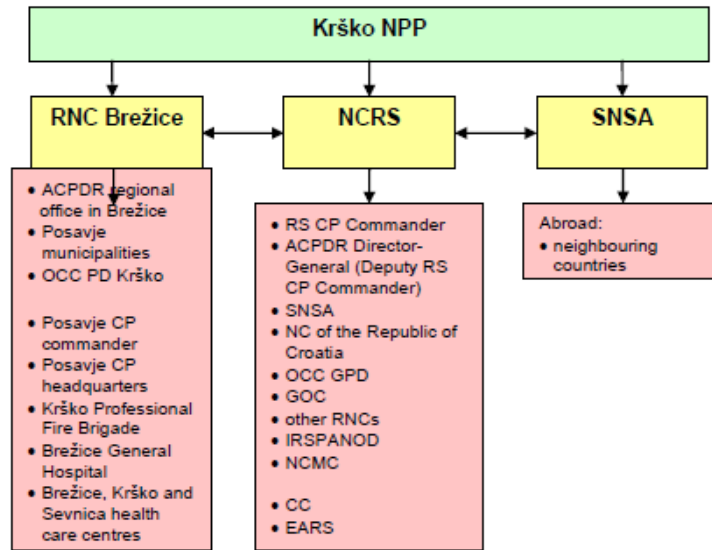 Krško NPP
RNC Brežice
NCRS
SNSA
• ACPDR regional
office in Brežice
• Posavje
municipalities
• OCC PD Krško
• Posavje CP
commander
• Posavje CP
headquarters
• Krško Professional
Fire Brigade
• Brežice General
Hospital
• Brežice, Krško and
Sevnica health
care centres
• RS CP Commander
• ACPDR Director-
General (Deputy RS
CP Commander)
• SNSA
• NC of the Republic of
Croatia
• OCC GPD
• GOC
• other RNCs
• IRSPANOD
• NCMC
• CC
• EARS
Abroad:
• neighbouring
countries